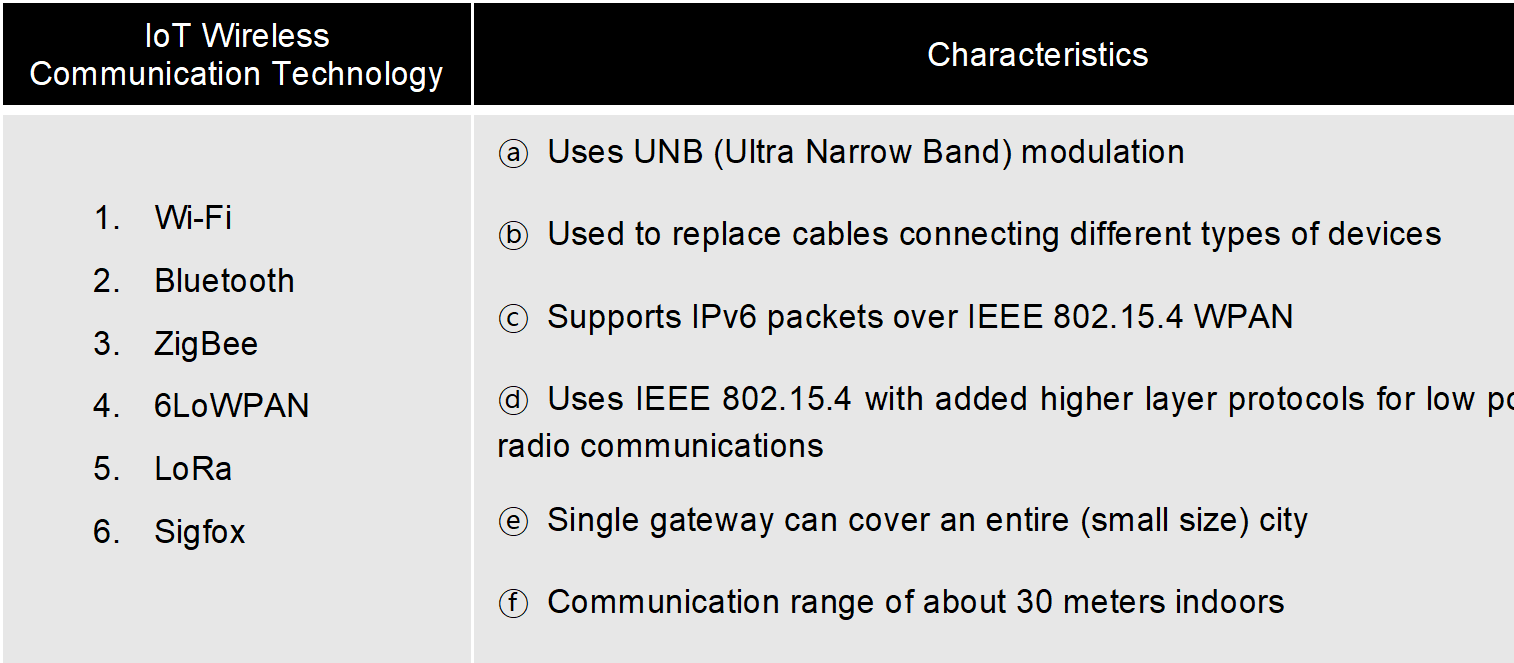 IoT Wireless
Communication Technology
Characteristics
1. Wi-Fi
2. Bluetooth
3. ZigBee
4. 6LoWPAN
5. LoRa
6. Sigfox
ⓐ Uses UNB (Ultra Narrow Band) modulation
ⓑ Used to replace cables connecting different types of devices
ⓒ Supports IPv6 packets over IEEE 802.15.4 WPAN
ⓓ Uses IEEE 802.15.4 with added higher layer protocols for low
radio communications
ⓔ Single gateway can cover an entire (small size) city
ⓕ Communication range of about 30 meters indoors